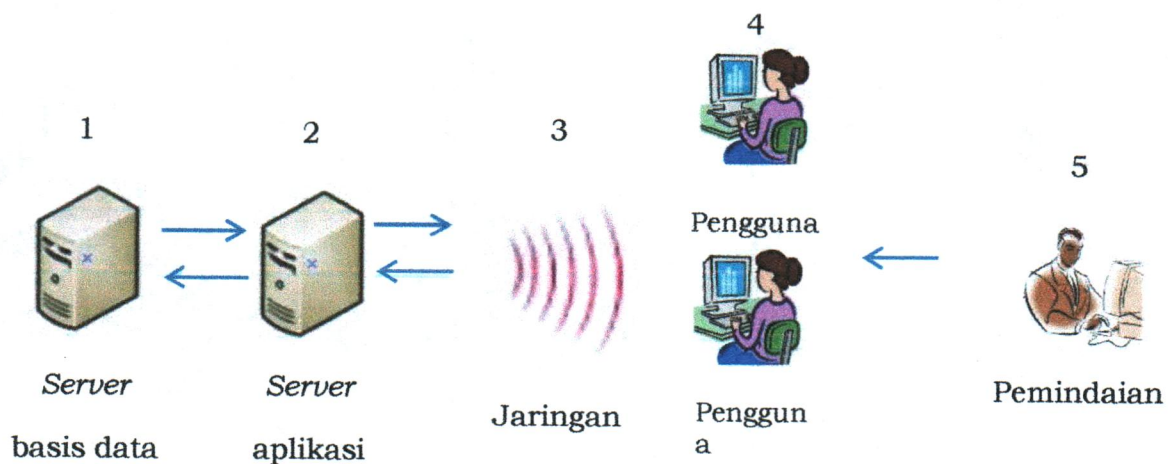 4
1
2
3
5
Pengguna
Server
basis data
Server
aplikasi
Jaringan
Penggun
a
Pemindaian